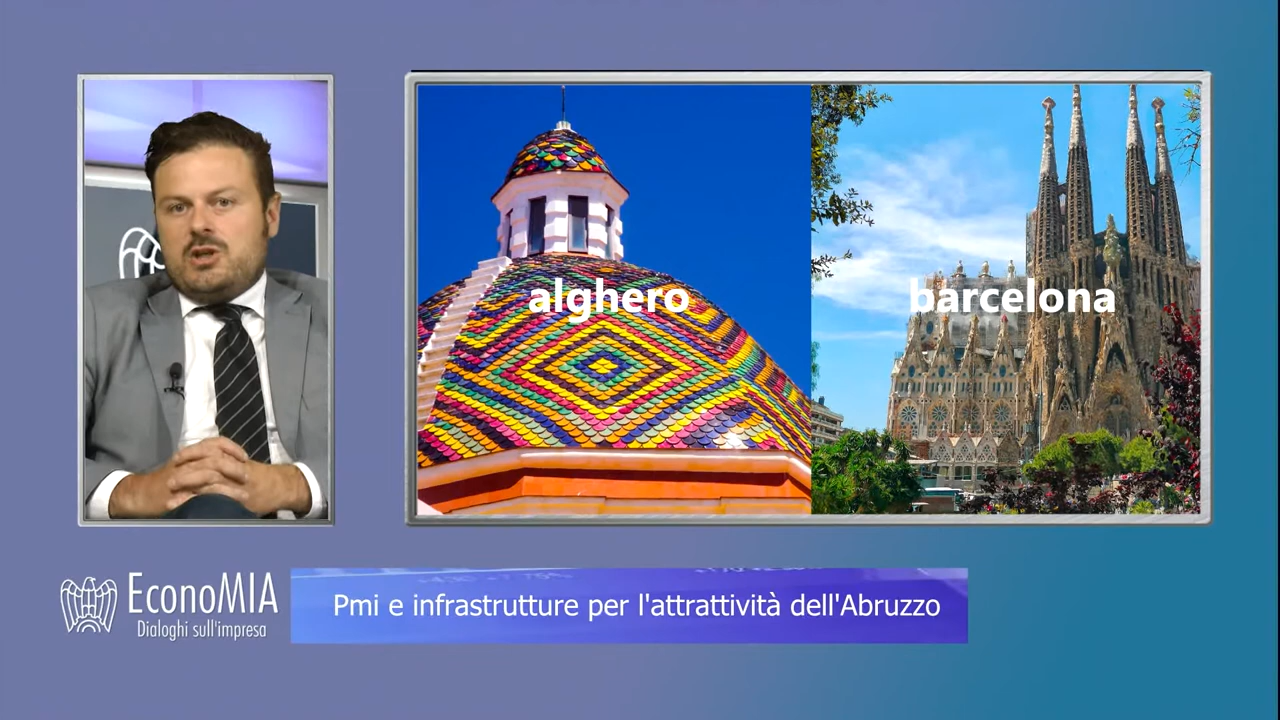 alghero
barcelona
EconoMIA
Dialoghi sull'impresa
Pmi e infrastrutture per l'attrattività dell'Abruzzo